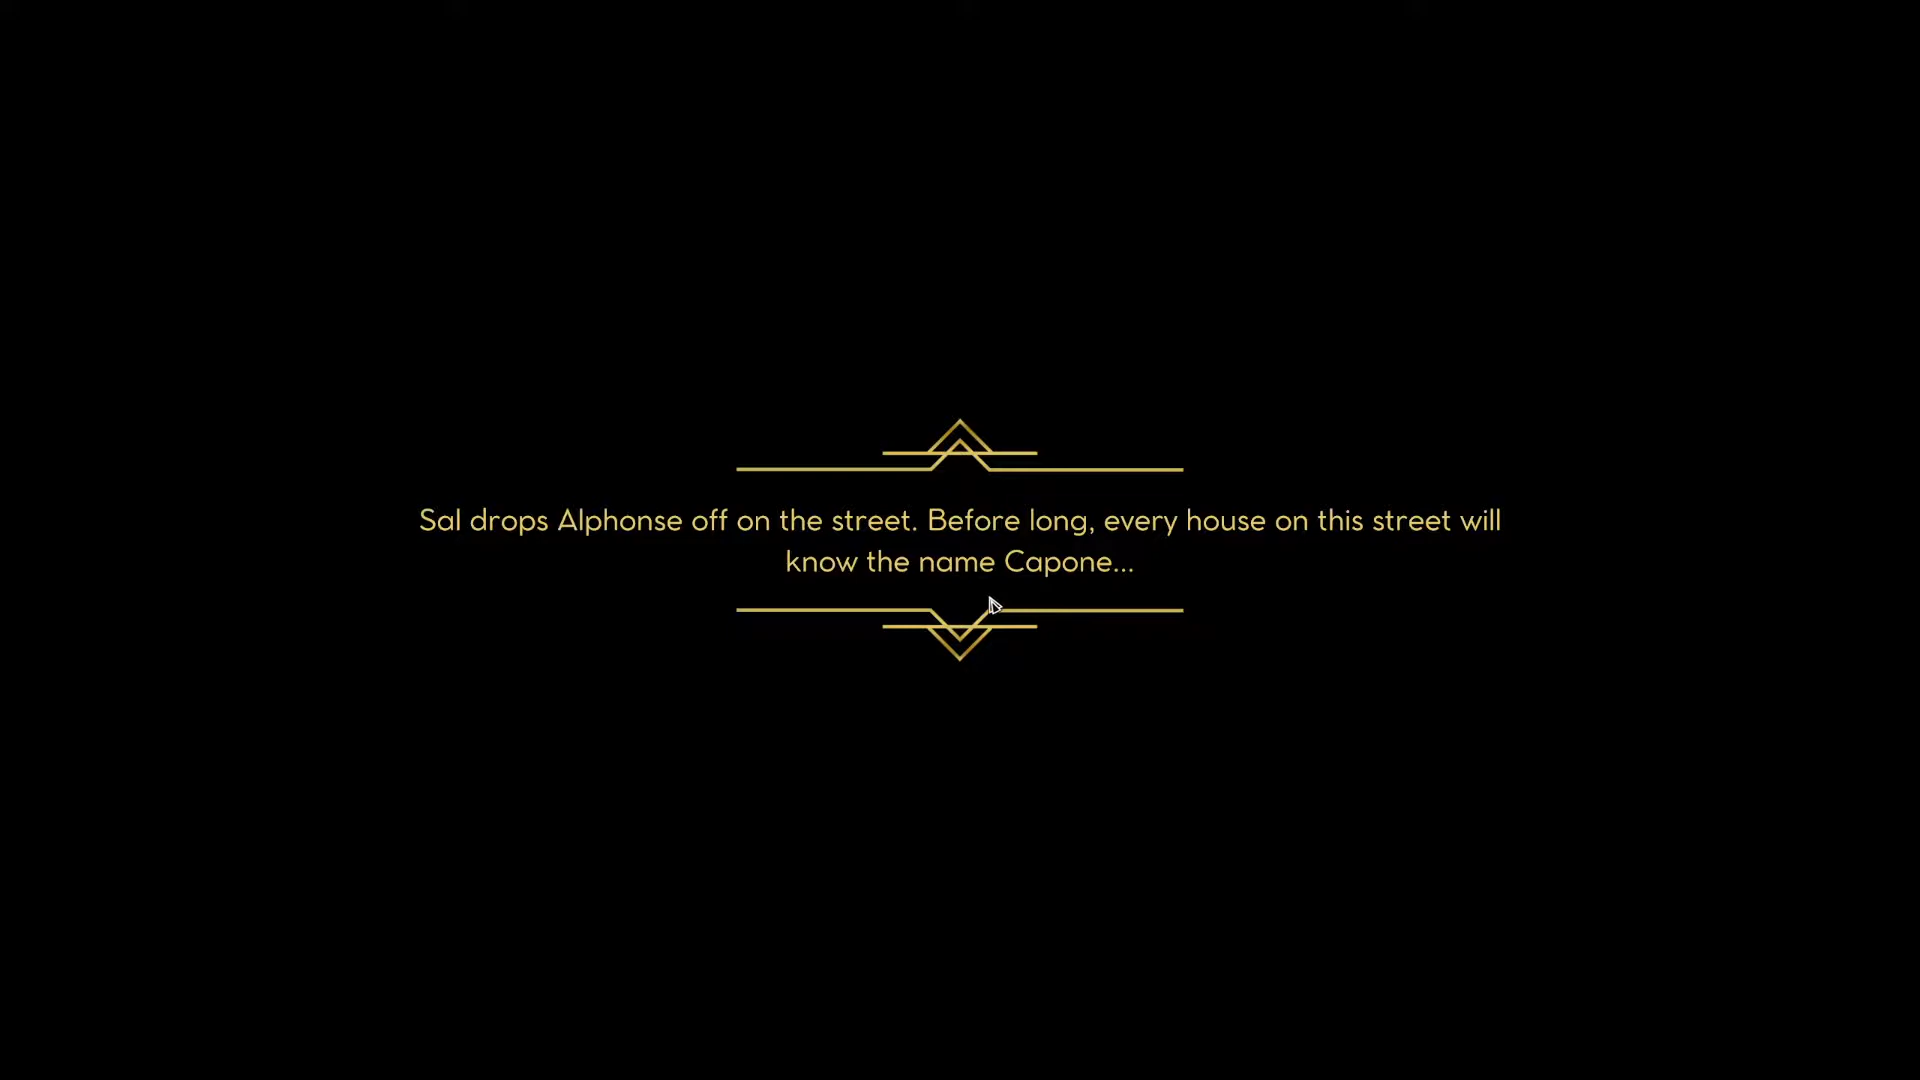 Sal drops Alphonse off on the street. Before long, every house on this street will
know the name Capone...